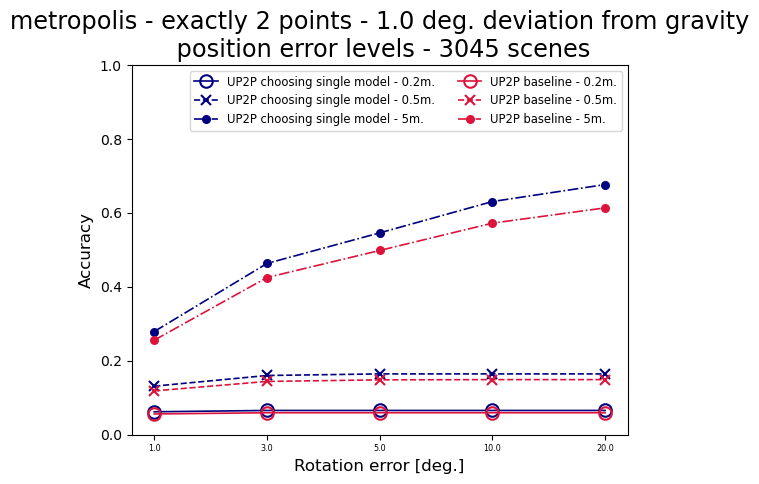 metropolis - exactly 2 points - 1.0 deg. deviation from gravity
position error levels - 3045 scenes
UP2P choosing single model - 0.2m.
UP2P choosing single model - 0.5m.
UP2P choosing single model - 5m.
UP2P baseline - 0.2m.
UP2P baseline - 0.5m.
UP2P baseline - 5m.
1.0
0.8
0.6
0.4
0.2
0.0
Accuracy
1.0 3.0 5.0 10.0 20.0
Rotation error [deg.]